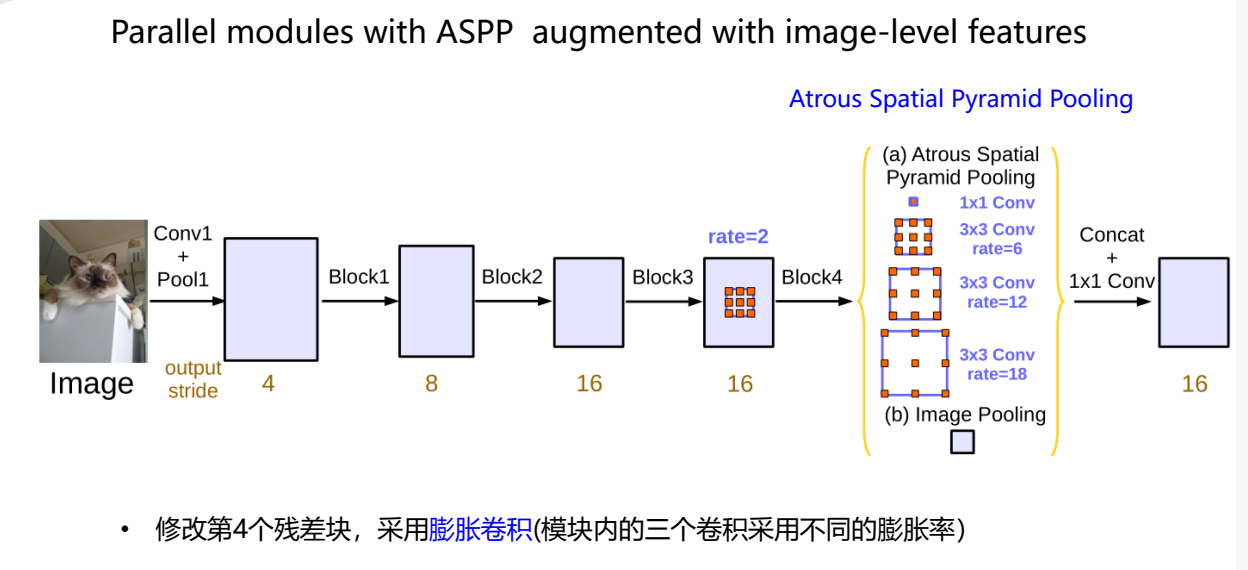 Parallel modules with ASPP augmented with image-level features
Atrous Spatial Pyramid Pooling
Conv1
+
Pool1
Block1
Block2
Block3
rate=2
Block4
(a) Atrous Spatial
Pyramid Pooling
1x1 Conv
3x3 Conv
rate=6
3x3 Conv
rate=12
3x3 Conv
rate=18
(b) Image Pooling
Concat
+
1x1 Conv
Image
output
stride
4
8
16
16
16
• 修改第4个残差块，采用膨胀卷积(模块内的三个卷积采用不同的膨胀率)